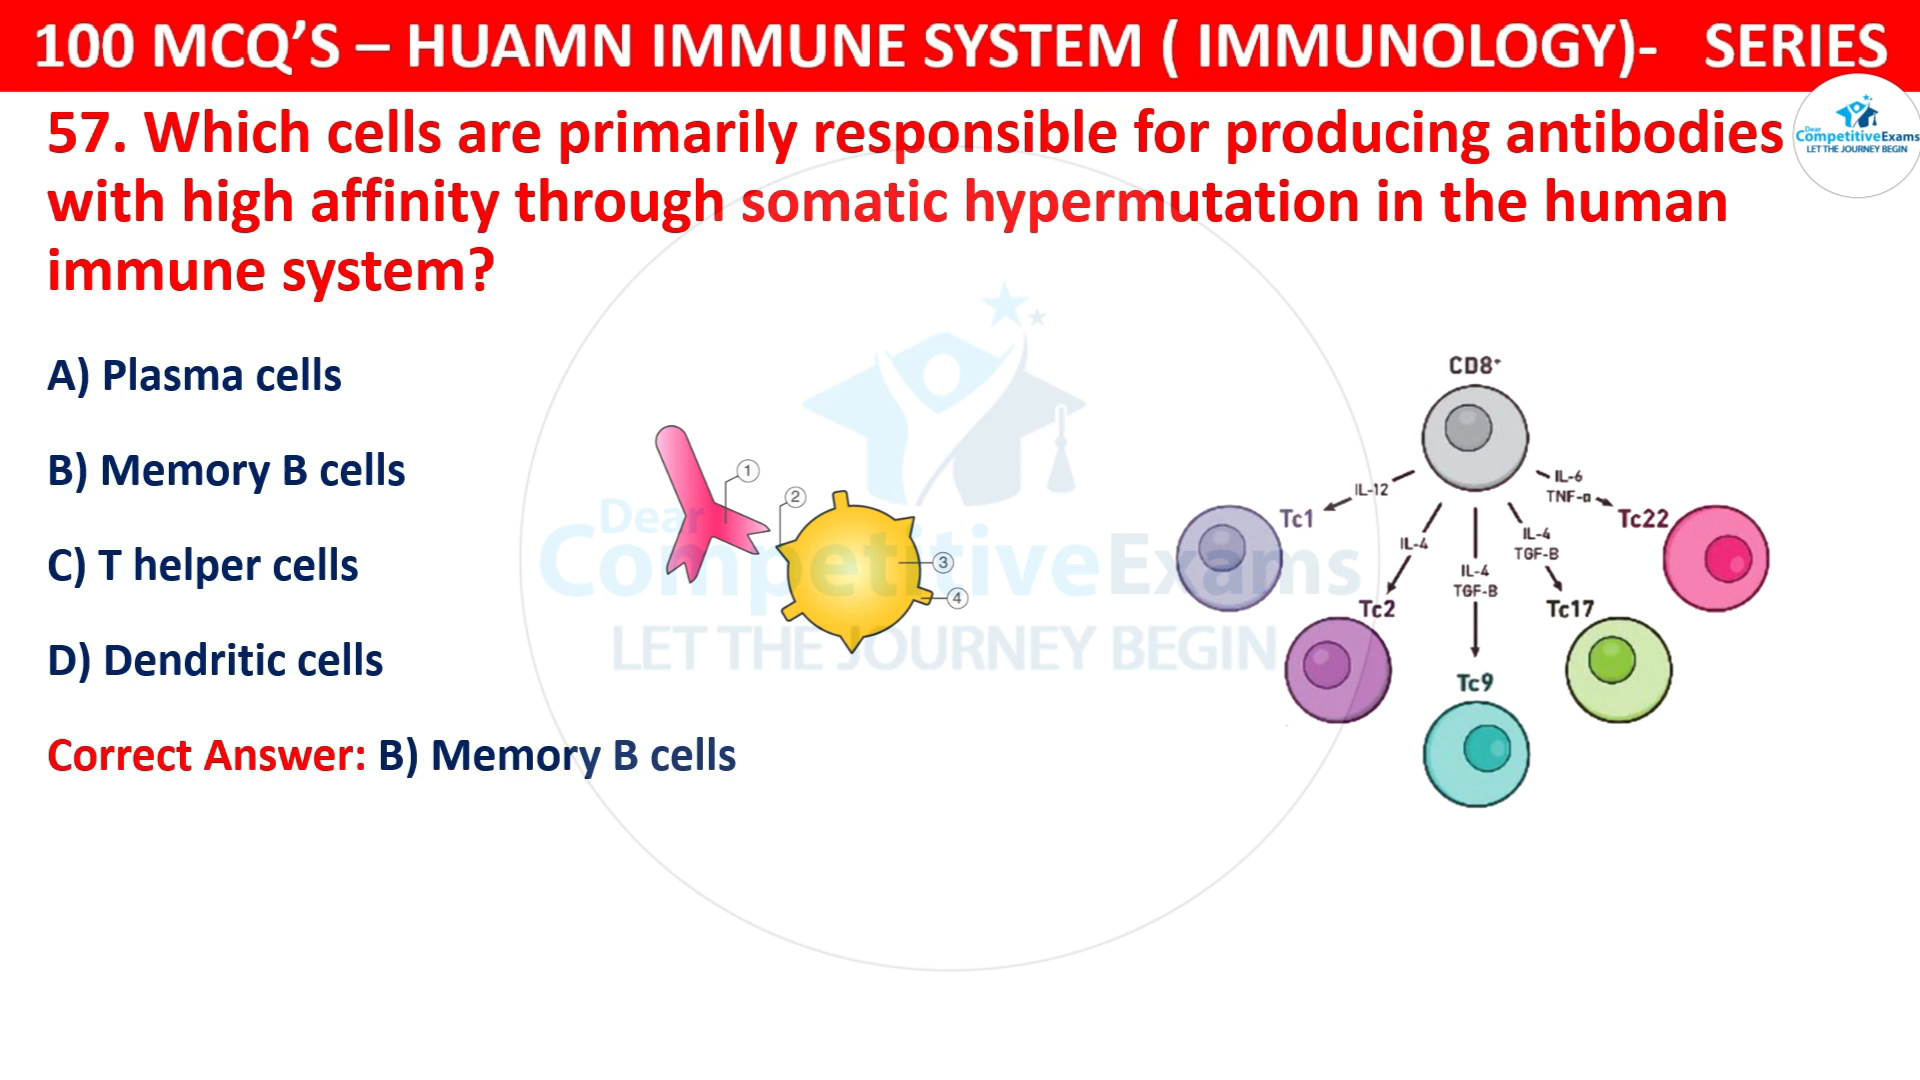 100 MCQ’S – HUAMN IMMUNE SYSTEM ( IMMUNOLOGY)- SERIES
57. Which cells are primarily responsible for producing antibodies
with high affinity through somatic hypermutation in the human
immune system?
Dear
CompetitiveExams
LET THE JOURNEY BEGIN
A) Plasma cells
B) Memory B cells
C) T helper cells
D) Dendritic cells
Correct Answer: B) Memory B cells
1
2
3
4
Dear
CompetitiveExams
LET THE JOURNEY BEGIN
CD8+
IL-12
IL-6
TNF-α
Tc1
Tc22
IL-4
IL-4
TGF-B
IL-4
TGF-B
Tc2
Tc17
Tc9